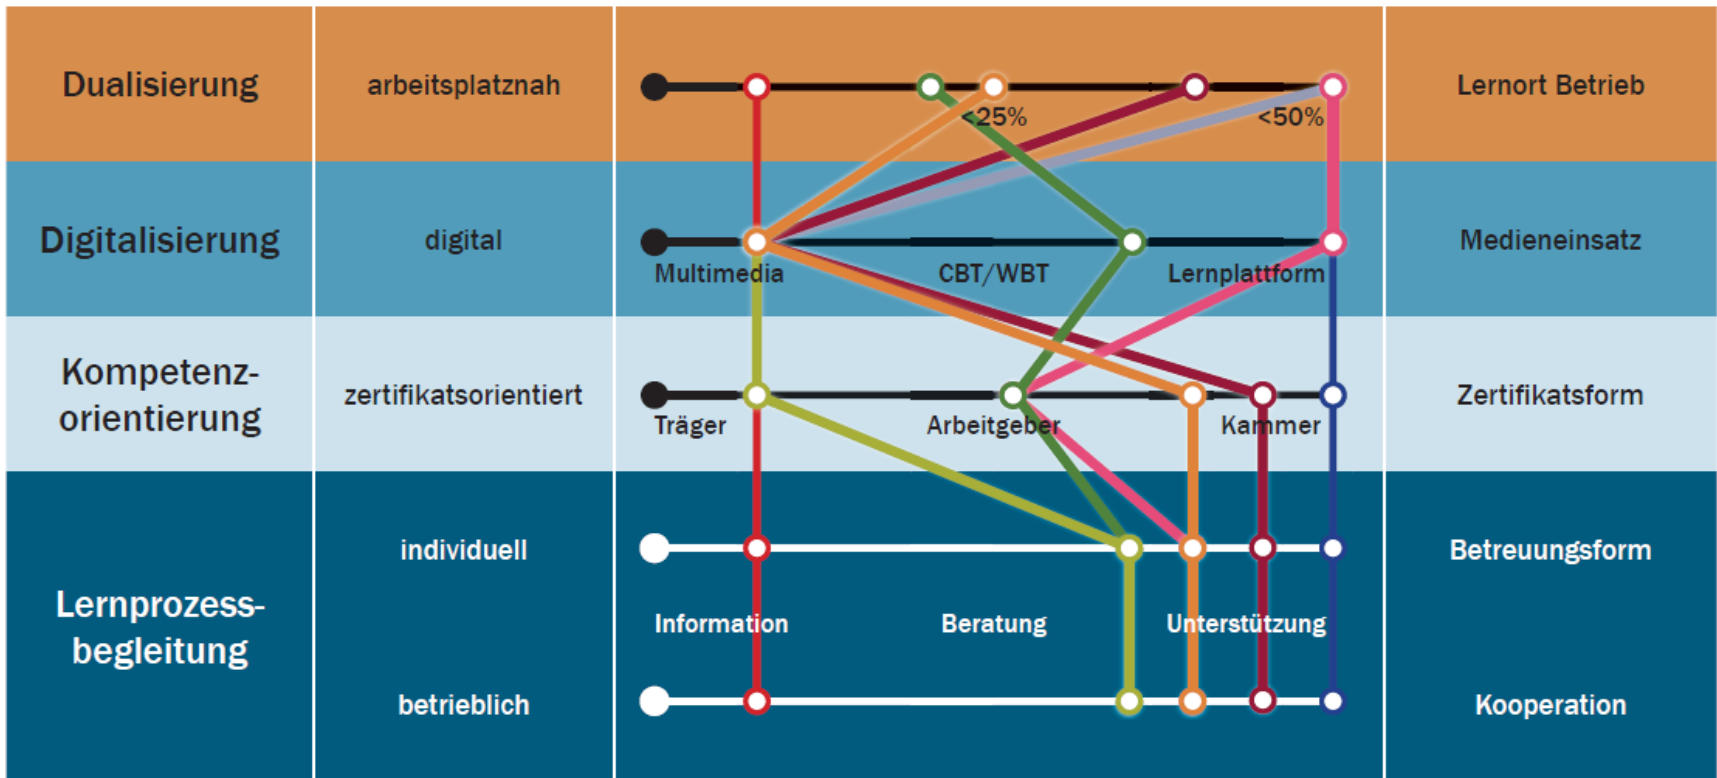 Dualisierung
arbeitsplatznah
<25%
<50%
Lernort Betrieb
Digitalisierung
digital
Multimedia
CBT/WBT
Lernplattform
Medieneinsatz
Kompetenz-
orientierung
zertifikatsorientiert
Träger
Arbeitgeber
Kammer
Zertifikatsform
Lernprozess-
begleitung
individuell
Betreuungsform
Information
Beratung
Unterstützung
betrieblich
Kooperation